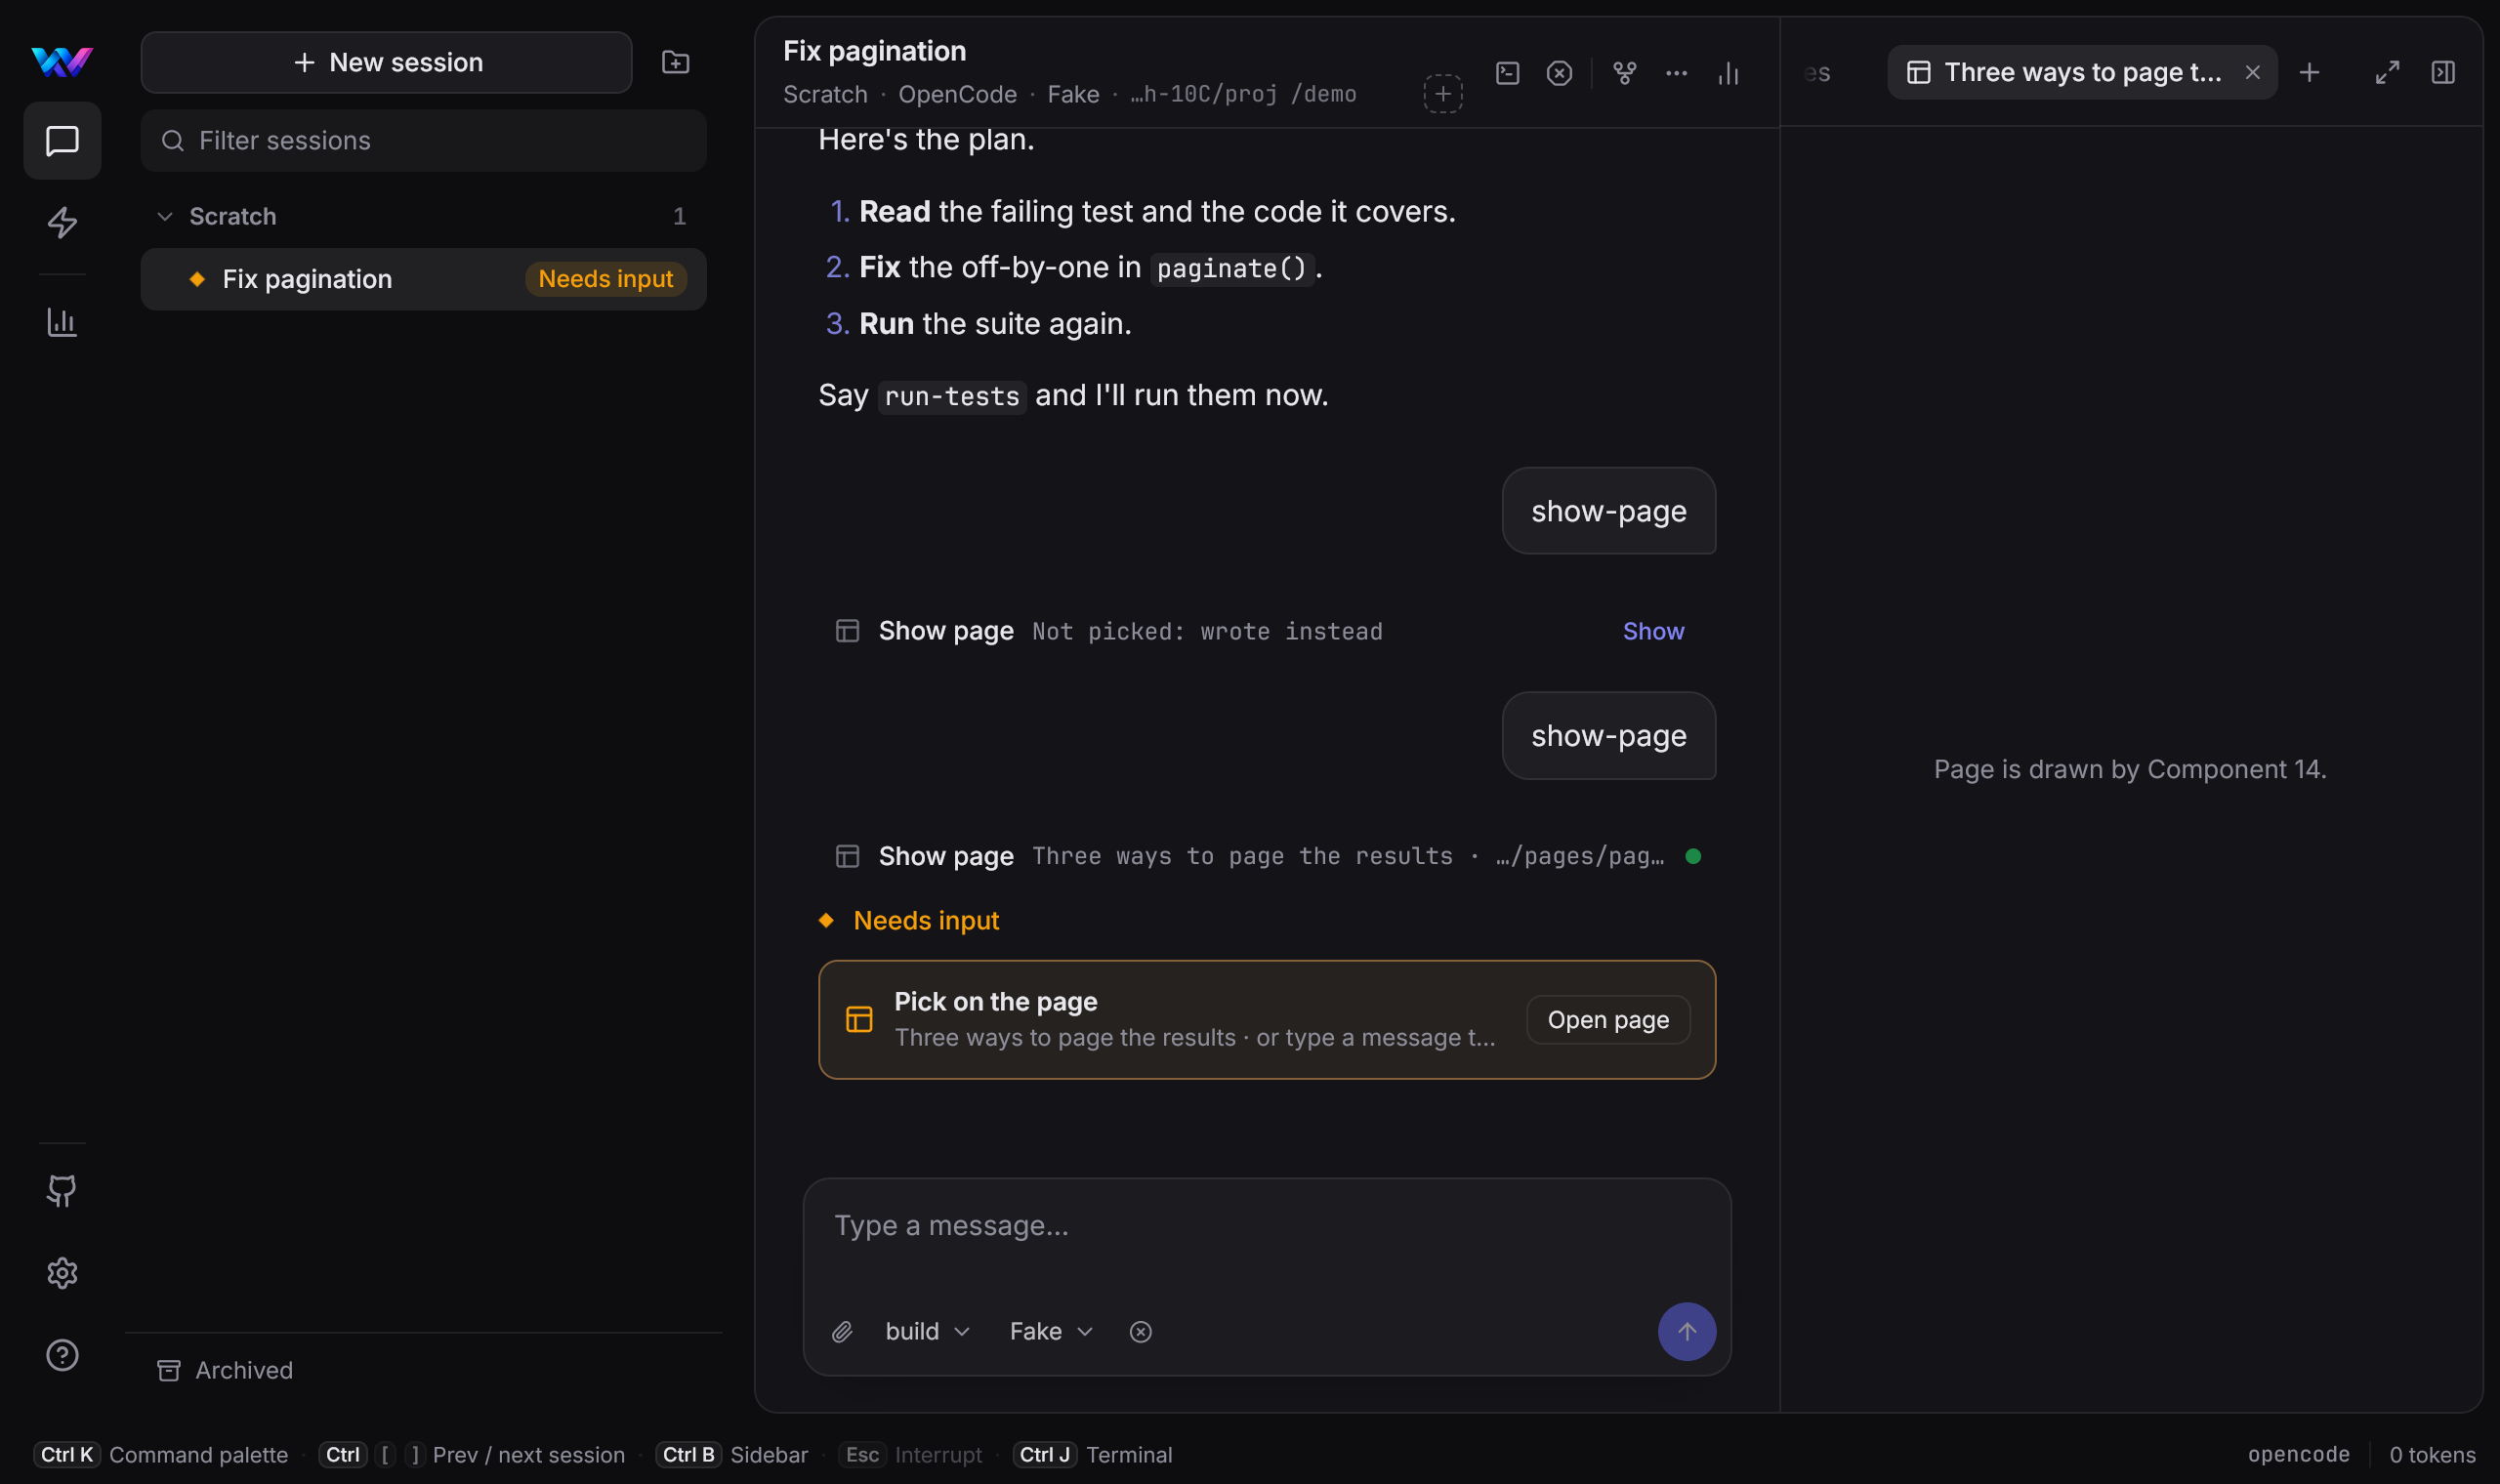 New session
Filter sessions
Scratch 1
Fix pagination Needs input
Archived
Fix pagination
Scratch · OpenCode · Fake · …h-10C/proj /demo
Here's the plan.
1. Read the failing test and the code it covers.
2. Fix the off-by-one in paginate().
3. Run the suite again.
Say run-tests and I'll run them now.
show-page
Show page Not picked: wrote instead Show
show-page
Show page Three ways to page the results · …/pages/pag…
Needs input
Pick on the page
Three ways to page the results · or type a message t…
Open page
Type a message…
build Fake
es Three ways to page t…
Page is drawn by Component 14.
Ctrl K Command palette · Ctrl [ ] Prev / next session · Ctrl B Sidebar · Esc Interrupt · Ctrl J Terminal
opencode 0 tokens